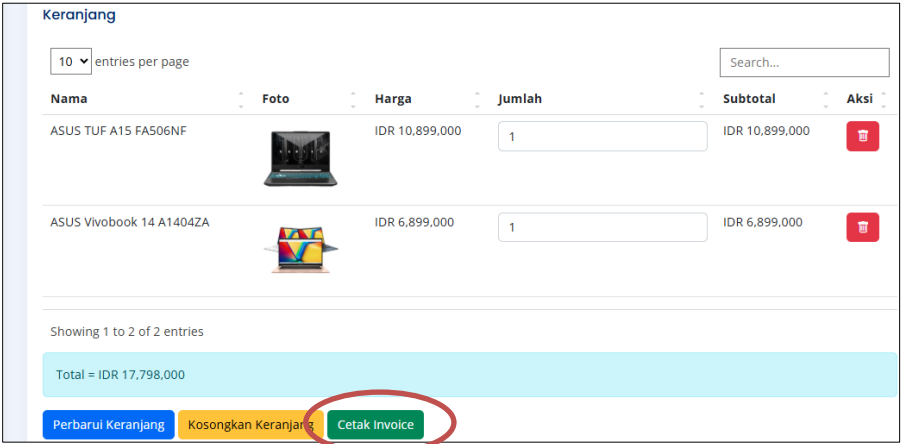 Keranjang
10 entries per page
Search...
Nama Foto Harga Jumlah Subtotal Aksi
ASUS TUF A15 FA506NF IDR 10,899,000 1 IDR 10,899,000
ASUS Vivobook 14 A1404ZA IDR 6,899,000 1 IDR 6,899,000
Showing 1 to 2 of 2 entries
Total = IDR 17,798,000
Perbarui Keranjang Kosongkan Keranjang Cetak Invoice